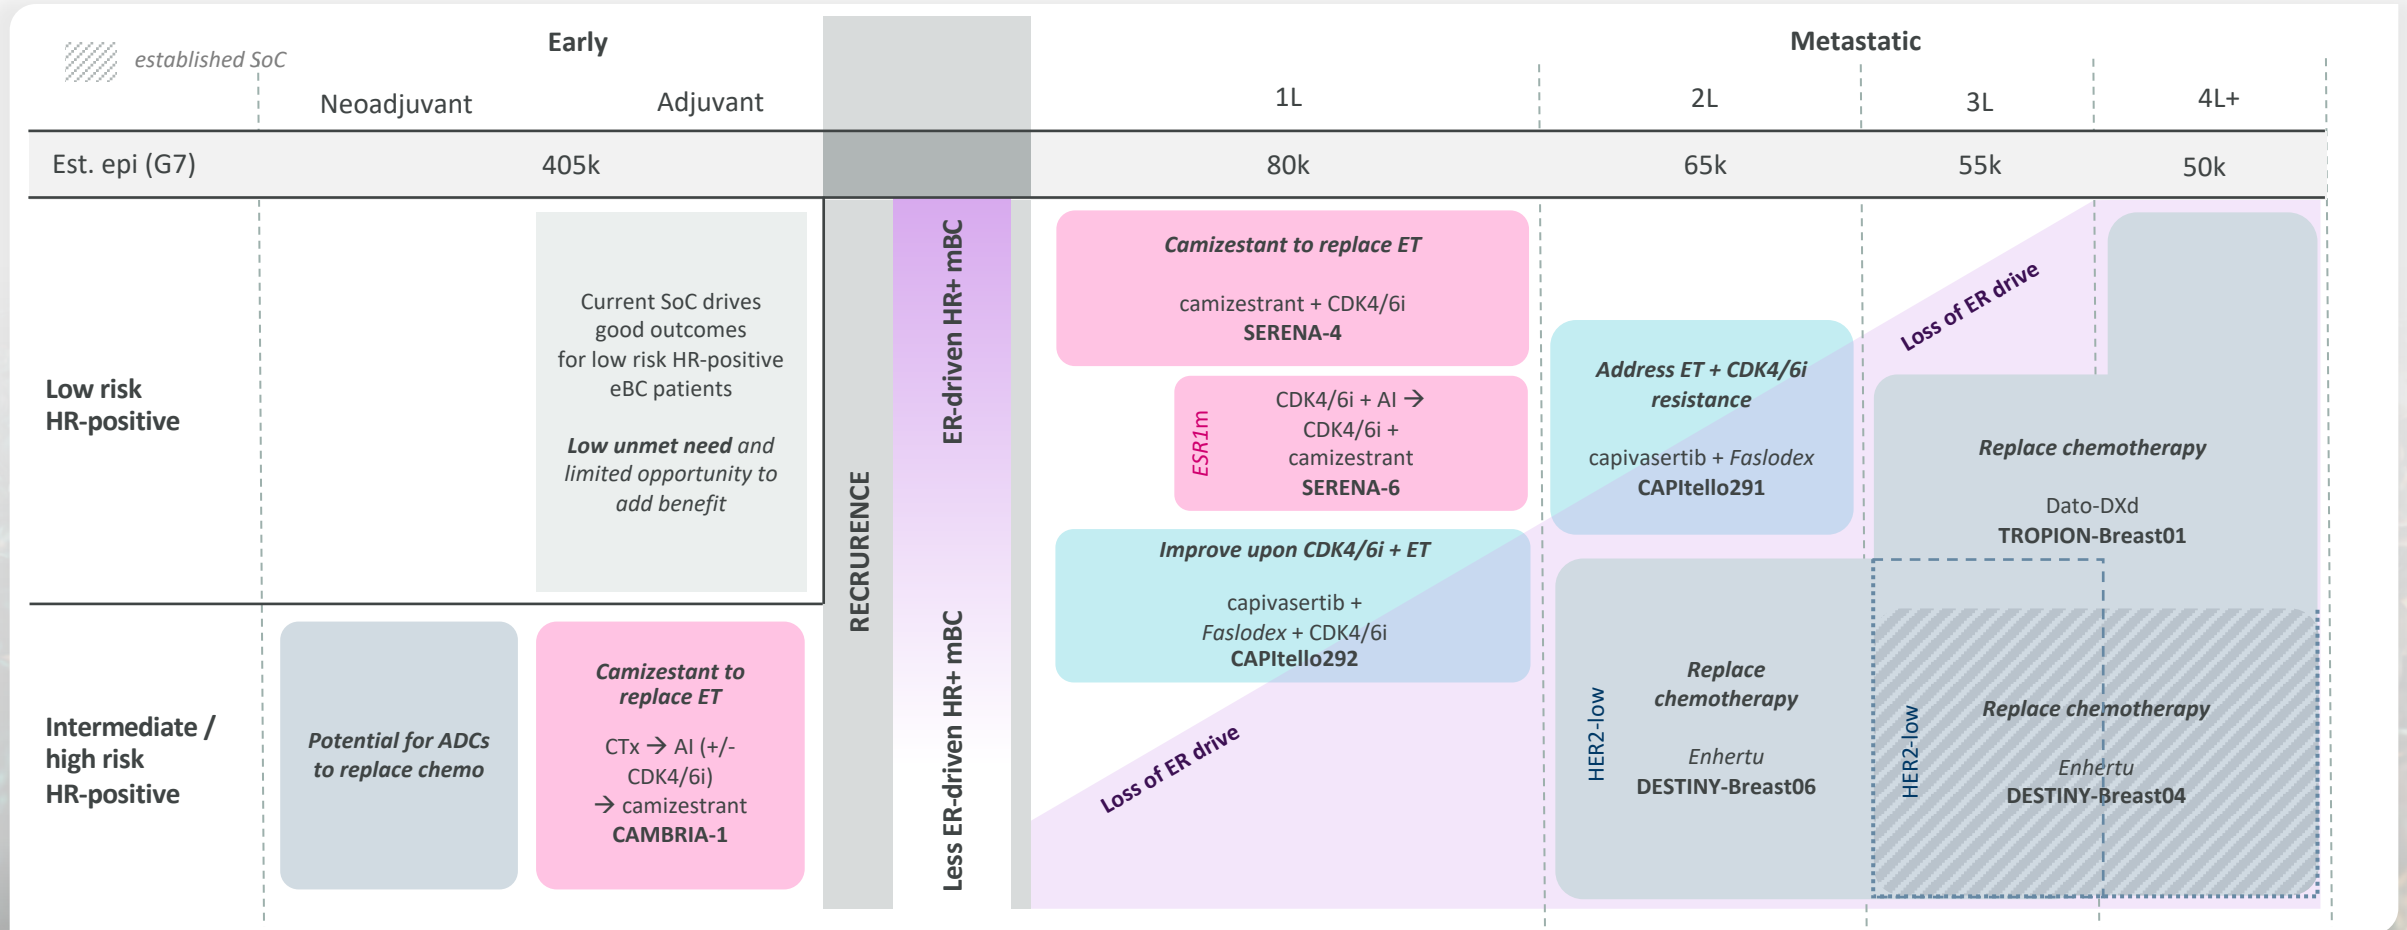 established SoC
Early
Metastatic
Neoadjuvant
Adjuvant
1L
2L
3L
4L+
Est. epi (G7)
405k
80k
65k
55k
50k
Low risk
HR-positive
Current SoC drives
good outcomes
for low risk HR-positive
eBC patients
Low unmet need and
limited opportunity to
add benefit
Intermediate /
high risk
HR-positive
Potential for ADCs
to replace chemo
Camizestant to
replace ET
CTx → AI (+/-
CDK4/6i)
→ camizestrant
CAMBRIA-1
RECRURENCE
ER-driven HR+ mBC
Less ER-driven HR+ mBC
Camizestant to replace ET
camizestrant + CDK4/6i
SERENA-4
ESR1m
CDK4/6i + AI →
CDK4/6i +
camizestrant
SERENA-6
Improve upon CDK4/6i + ET
capivasertib +
Faslodex + CDK4/6i
CAPItello292
Loss of ER drive
Address ET + CDK4/6i
resistance
capivasertib + Faslodex
CAPItello291
HER2-low
Replace
chemotherapy
Enhertu
DESTINY-Breast06
Loss of ER drive
Replace chemotherapy
Dato-DXd
TROPION-Breast01
HER2-low
Replace chemotherapy
Enhertu
DESTINY-Breast04